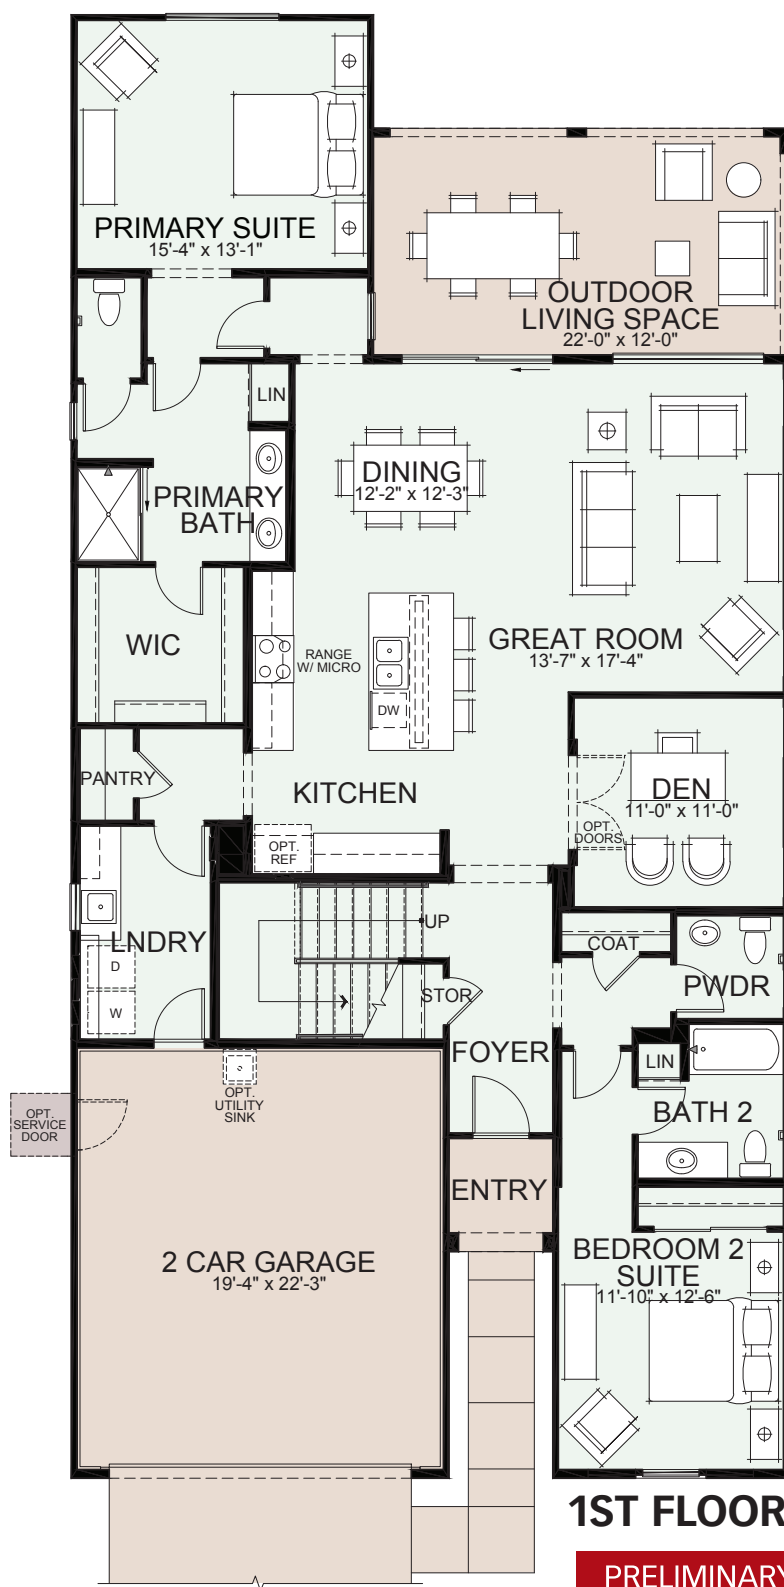 PRIMARY SUITE
15'-4" x 13'-1"
OUTDOOR
LIVING SPACE
22'-0" x 12'-0"
LIN
DINING
12'-2" x 12'-3"
PRIMARY
BATH
WIC
RANGE
W/ MICRO
GREAT ROOM
13'-7" x 17'-4"
DW
PANTRY
KITCHEN
DEN
11'-0" x 11'-0"
OPT.
DOORS
OPT.
REF
UP
LNDRY
COAT
D
W
STOR
PWDR
FOYER
LIN
OPT.
UTILITY
SINK
OPT.
SERVICE
DOOR
BATH 2
ENTRY
2 CAR GARAGE
19'-4" x 22'-3"
BEDROOM 2
SUITE
11'-10" x 12'-6"
1ST FLOOR
PRELIMINARY